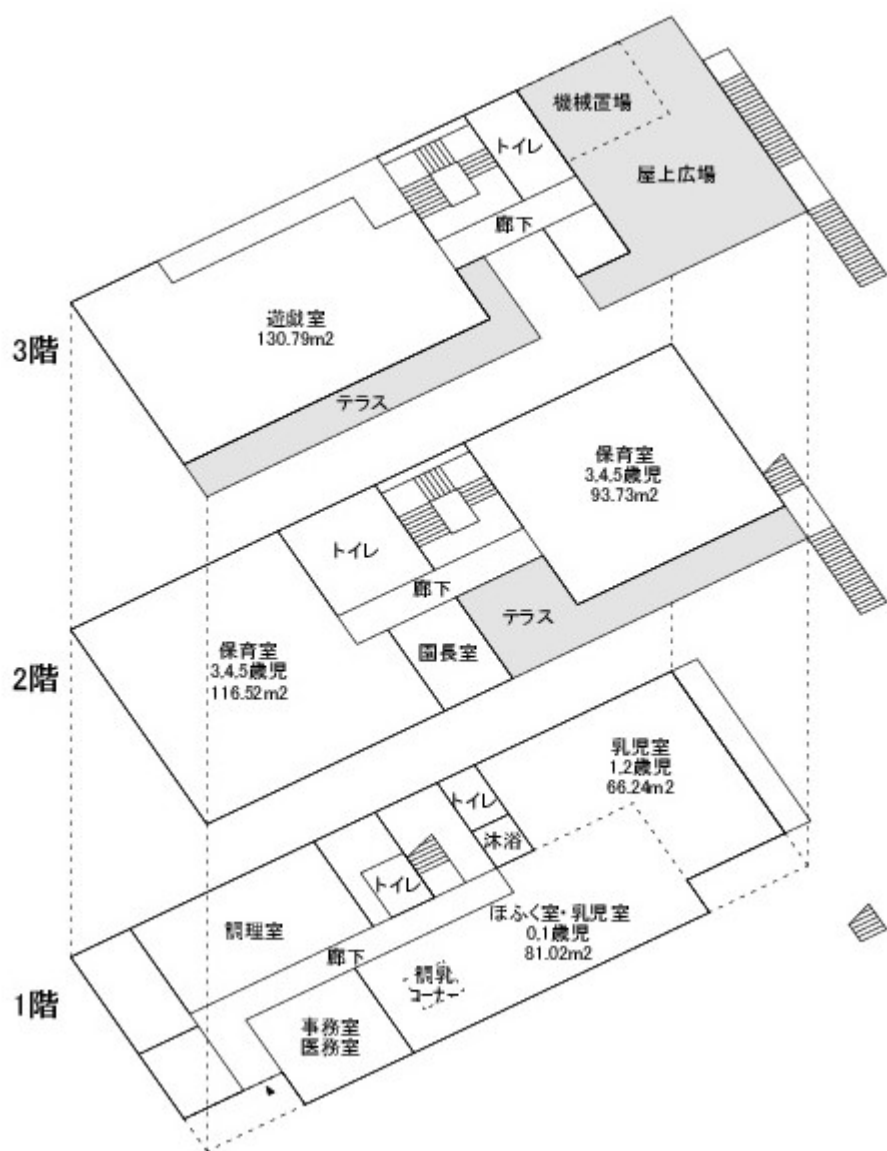 機械置場
トイレ
屋上広場
廊下
遊戯室
130.79m2
3階
テラス
保育室
3,4,5歳児
93.73m2
トイレ
廊下
テラス
保育室
3,4,5歳児
116.52m2
園長室
2階
乳児室
1,2歳児
66.24m2
トイレ
沐浴
トイレ
調理室
ほふく室・乳児室
0,1歳児
81.02m2
廊下
調乳
コーナー
1階
事務室
医務室